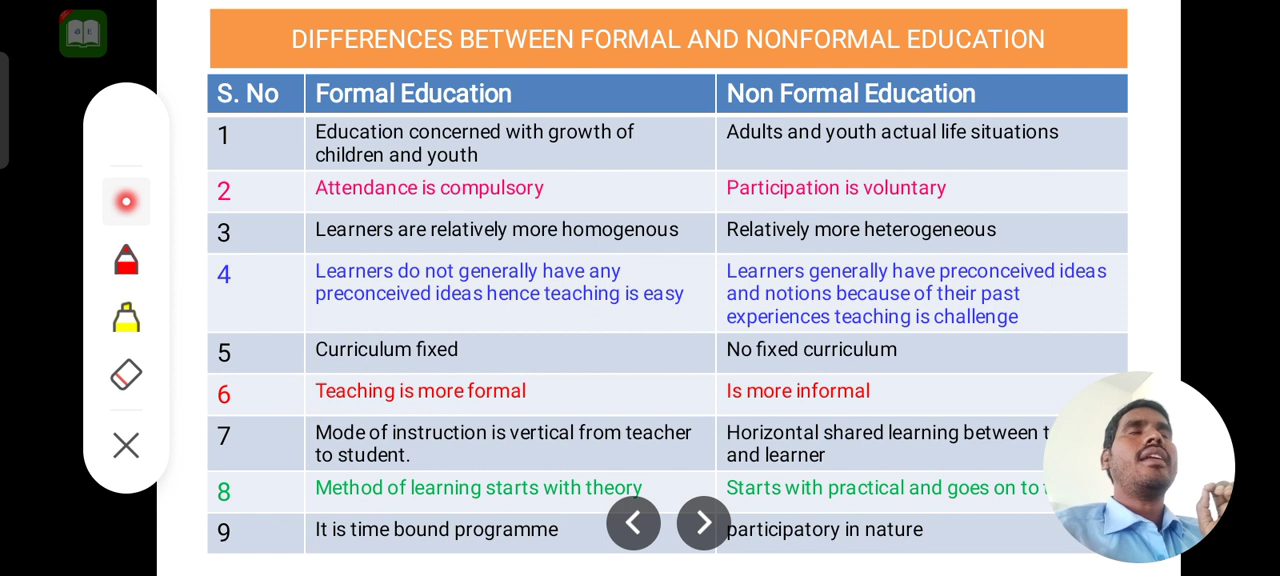 DIFFERENCES BETWEEN FORMAL AND NONFORMAL EDUCATION
S. No Formal Education Non Formal Education
1 Education concerned with growth of children and youth Adults and youth actual life situations
2 Attendance is compulsory Participation is voluntary
3 Learners are relatively more homogenous Relatively more heterogeneous
4 Learners do not generally have any preconceived ideas hence teaching is easy Learners generally have preconceived ideas and notions because of their past experiences teaching is challenge
5 Curriculum fixed No fixed curriculum
6 Teaching is more formal Is more informal
7 Mode of instruction is vertical from teacher to student. Horizontal shared learning between and learner
8 Method of learning starts with theory Starts with practical and goes on to
9 It is time bound programme participatory in nature